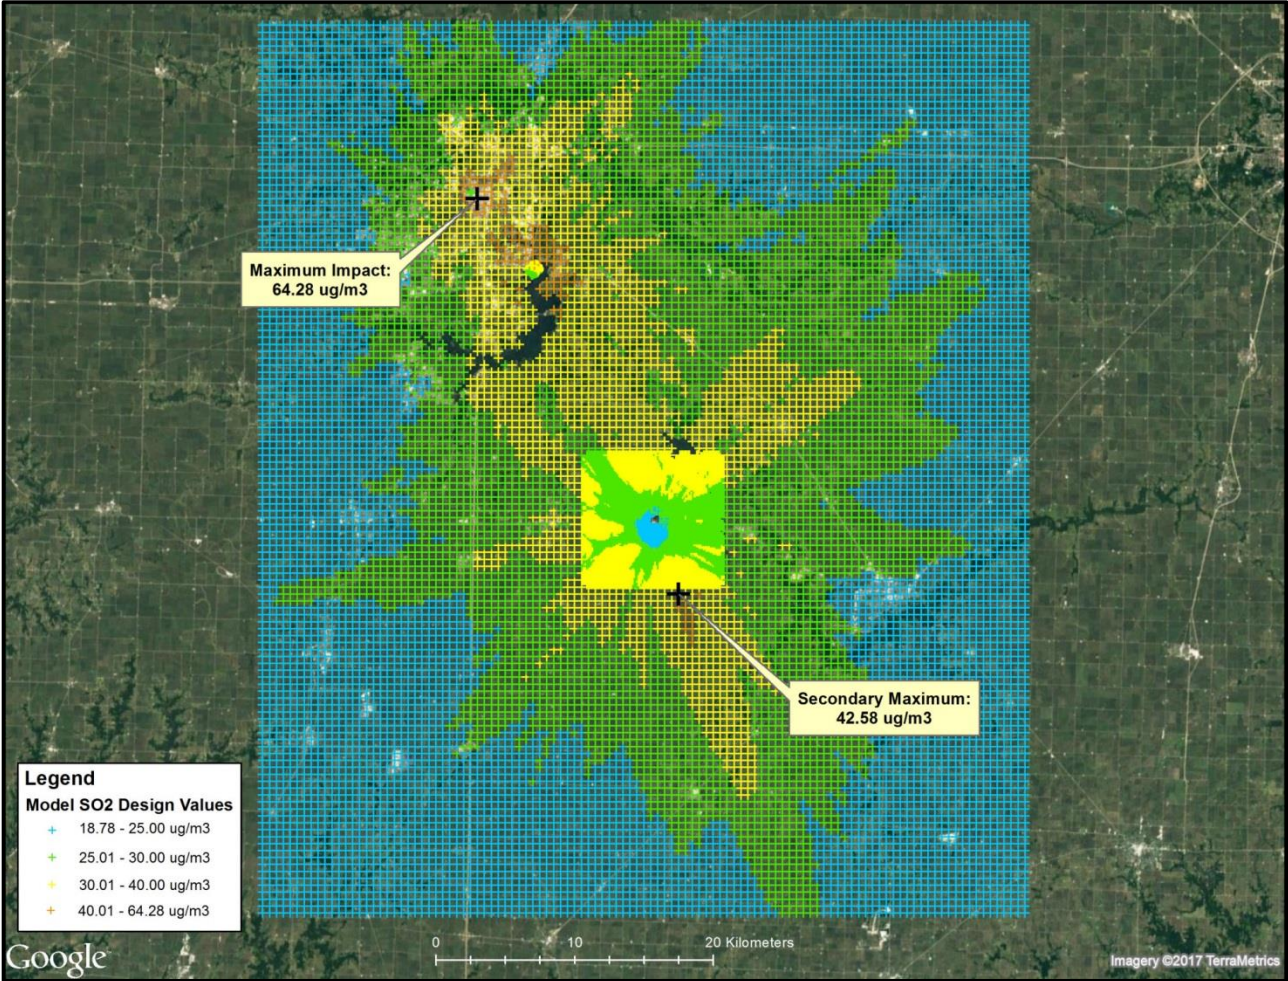 Maximum Impact:
64.28 ug/m3
Secondary Maximum:
42.58 ug/m3
Legend
Model SO2 Design Values
18.78 - 25.00 ug/m3
25.01 - 30.00 ug/m3
30.01 - 40.00 ug/m3
40.01 - 64.28 ug/m3
0 10 20 Kilometers
Google
Imagery ©2017 TerraMetrics